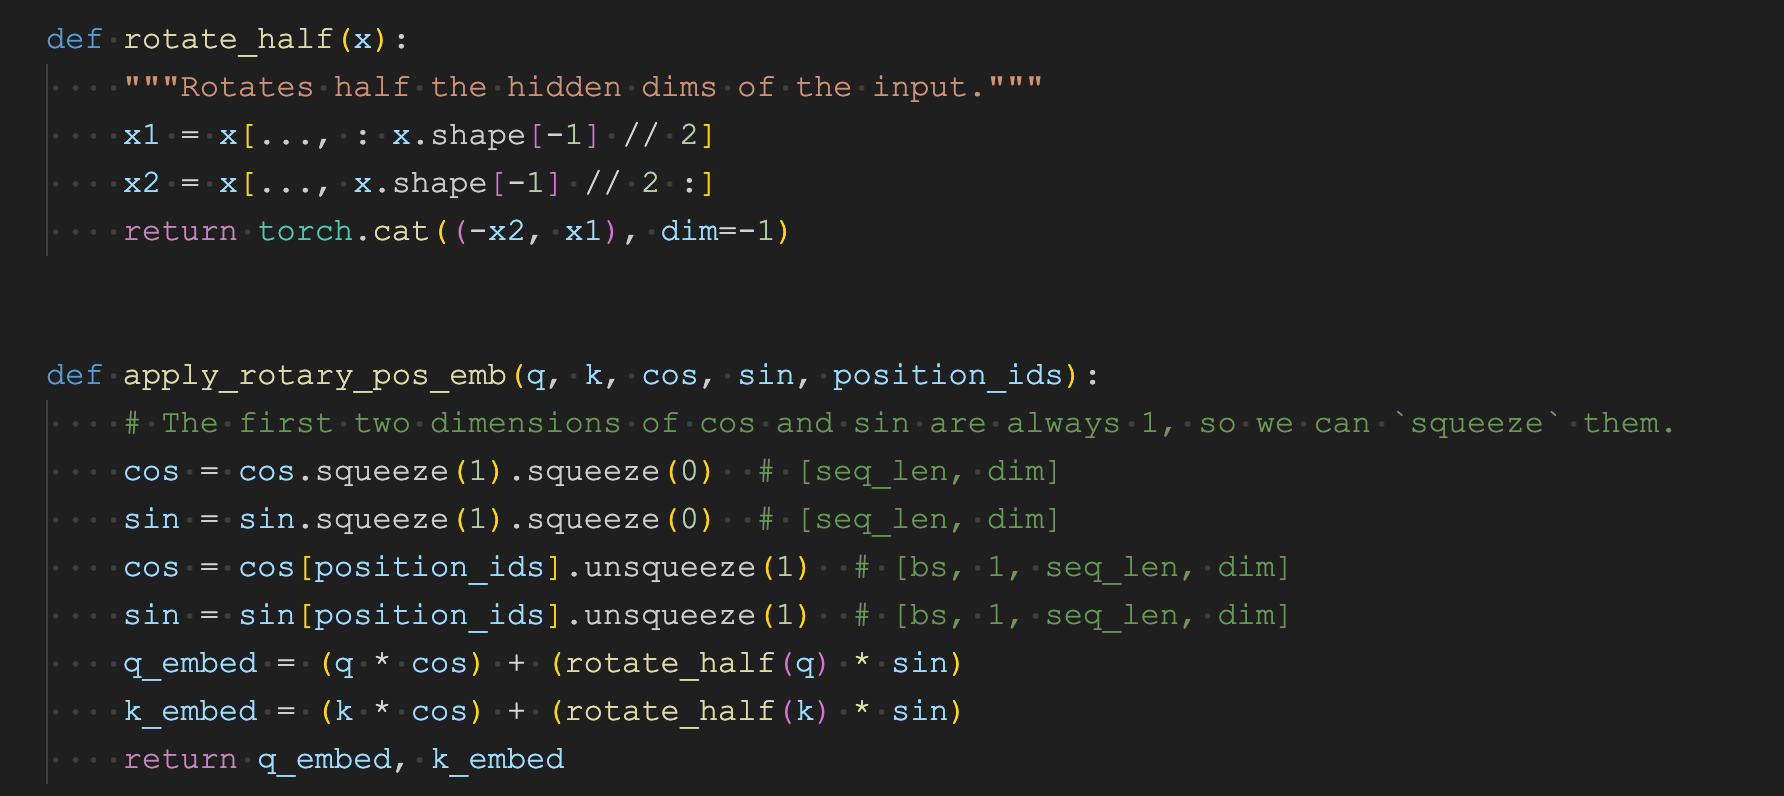 def rotate_half(x):
    """Rotates half the hidden dims of the input."""
    x1 = x[..., : x.shape[-1] // 2]
    x2 = x[..., x.shape[-1] // 2 :]
    return torch.cat((-x2, x1), dim=-1)
def apply_rotary_pos_emb(q, k, cos, sin, position_ids):
    # The first two dimensions of cos and sin are always 1, so we can `squeeze` them.
    cos = cos.squeeze(1).squeeze(0)  # [seq_len, dim]
    sin = sin.squeeze(1).squeeze(0)  # [seq_len, dim]
    cos = cos[position_ids].unsqueeze(1)  # [bs, 1, seq_len, dim]
    sin = sin[position_ids].unsqueeze(1)  # [bs, 1, seq_len, dim]
    q_embed = (q * cos) + (rotate_half(q) * sin)
    k_embed = (k * cos) + (rotate_half(k) * sin)
    return q_embed, k_embed